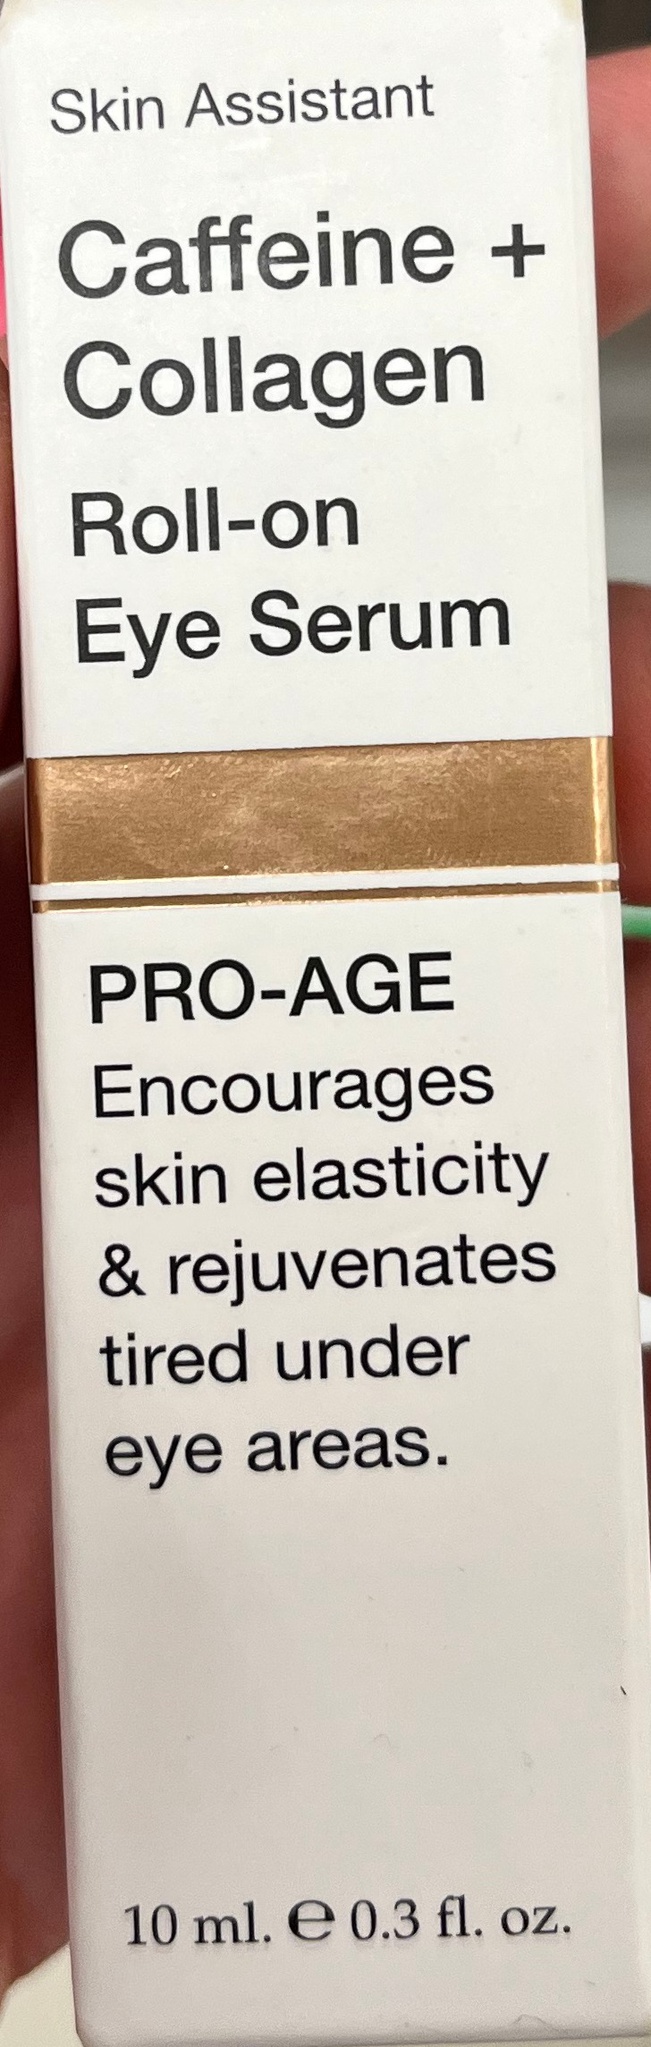 Skin Assistant
Caffeine +
Collagen
Roll-on
Eye Serum
PRO-AGE
Encourages
skin elasticity
& rejuvenates
tired under
eye areas.
10 ml. ℮ 0.3 fl. oz.